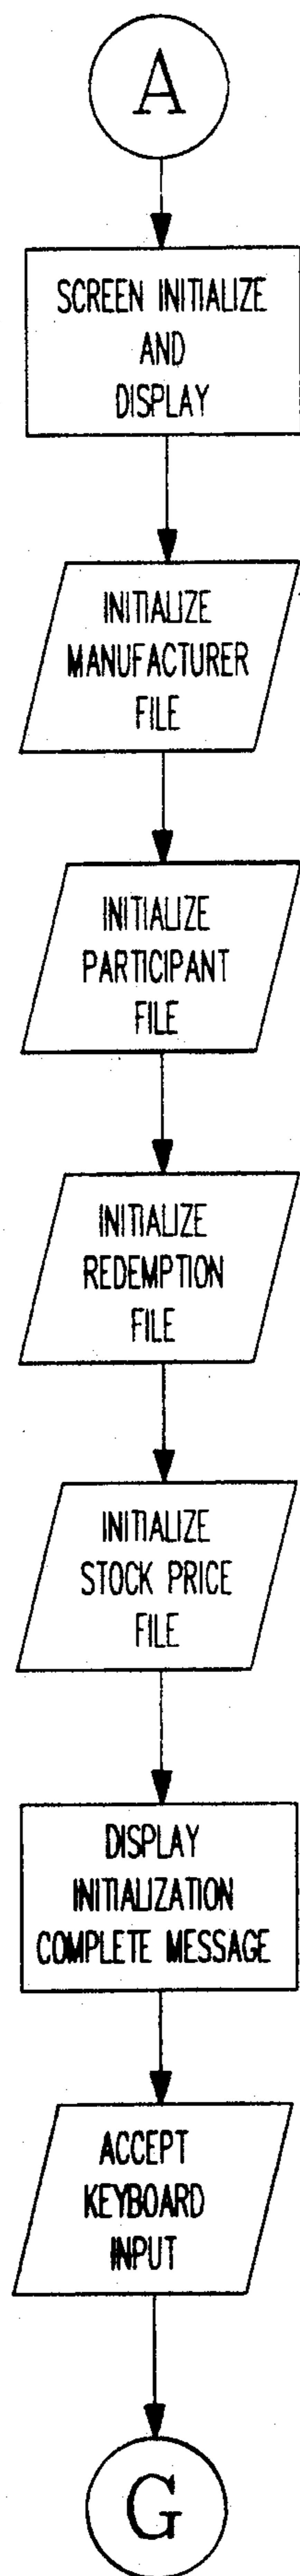 A
SCREEN INITIALIZE
AND
DISPLAY
INITIALIZE
MANUFACTURER
FILE
INITIALIZE
PARTICIPANT
FILE
INITIALIZE
REDEMPTION
FILE
INITIALIZE
STOCK PRICE
FILE
DISPLAY
INITIALIZATION
COMPLETE MESSAGE
ACCEPT
KEYBOARD
INPUT
G